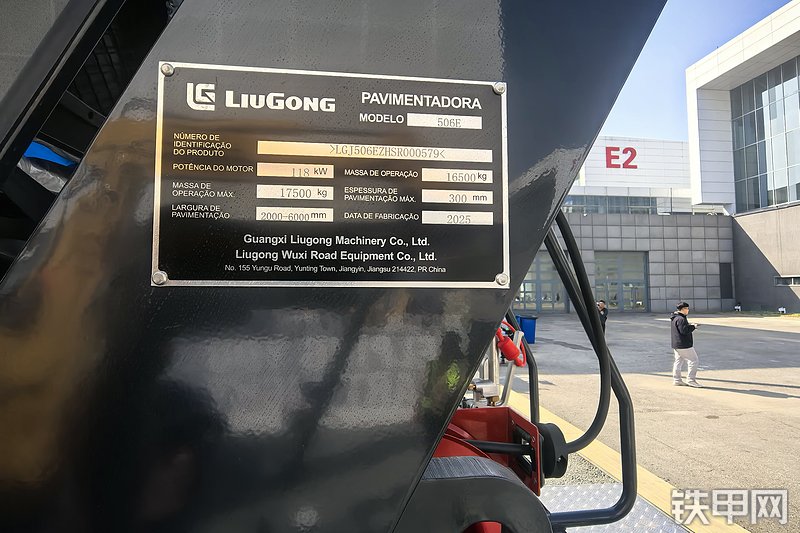 LiuGong
PAVIMENTADORA
MODELO 506E
NÚMERO DE IDENTIFICAÇÃO DO PRODUTO >LGJ506EZHSR000579<
POTÊNCIA DO MOTOR 118 kW MASSA DE OPERAÇÃO 16500 kg
MASSA DE OPERAÇÃO MÁX. 17500 kg ESPESSURA DE PAVIMENTAÇÃO MÁX. 300 mm
LARGURA DE PAVIMENTAÇÃO 2000-6000 mm DATA DE FABRICAÇÃO 2025
Guangxi Liugong Machinery Co., Ltd.
Liugong Wuxi Road Equipment Co., Ltd.
No. 155 Yungu Road, Yunting Town, Jiangyin, Jiangsu 214422, PR China
E2
铁甲网